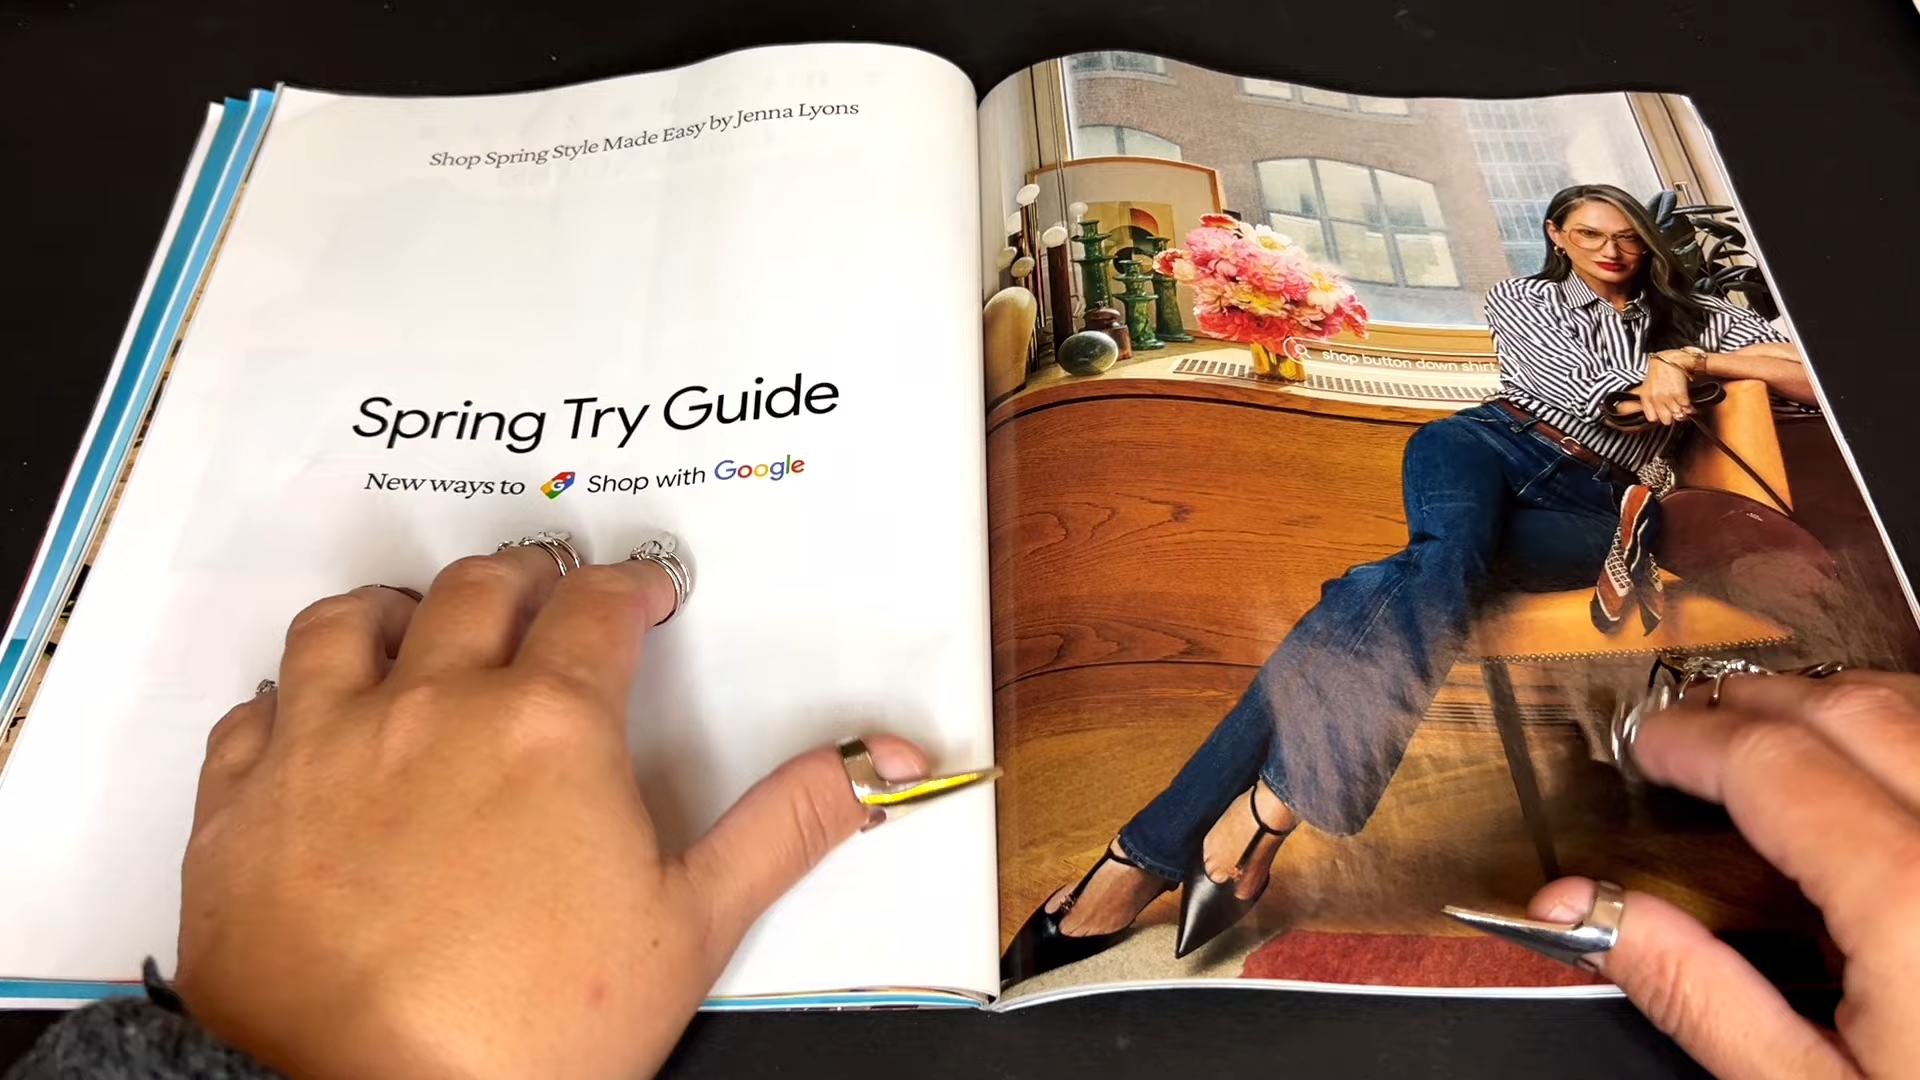 Shop Spring Style Made Easy by Jenna Lyons
Spring Try Guide
New ways to G Shop with Google
shop button down shirt